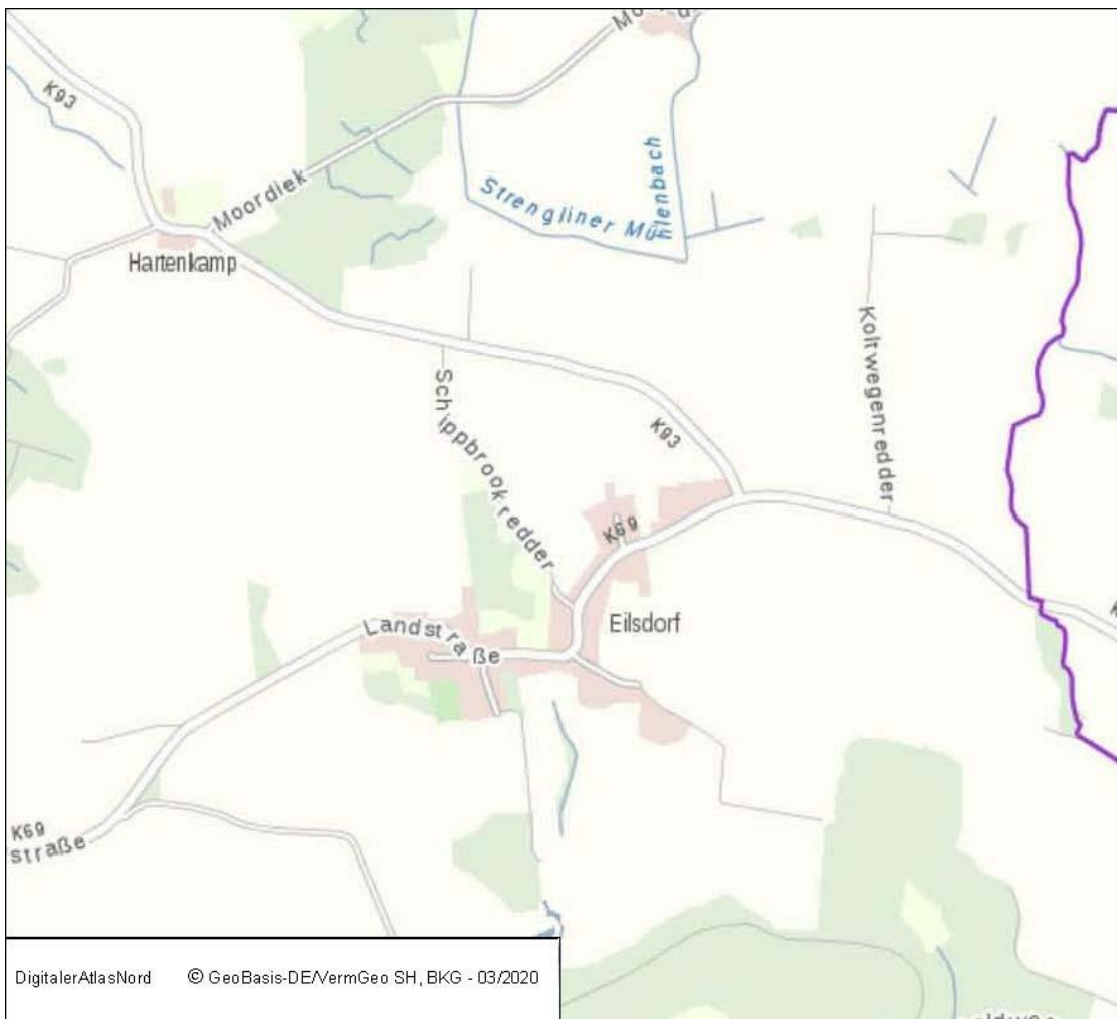 K93
Moordiek
Strengliner Mühlenbach
Hartenkamp
Koltwegenredder
Schippbrookredder
K93
K69
Eilsdorf
Landstraße
K69
straße
DigitalerAtlasNord © GeoBasis-DE/VermGeo SH, BKG - 03/2020